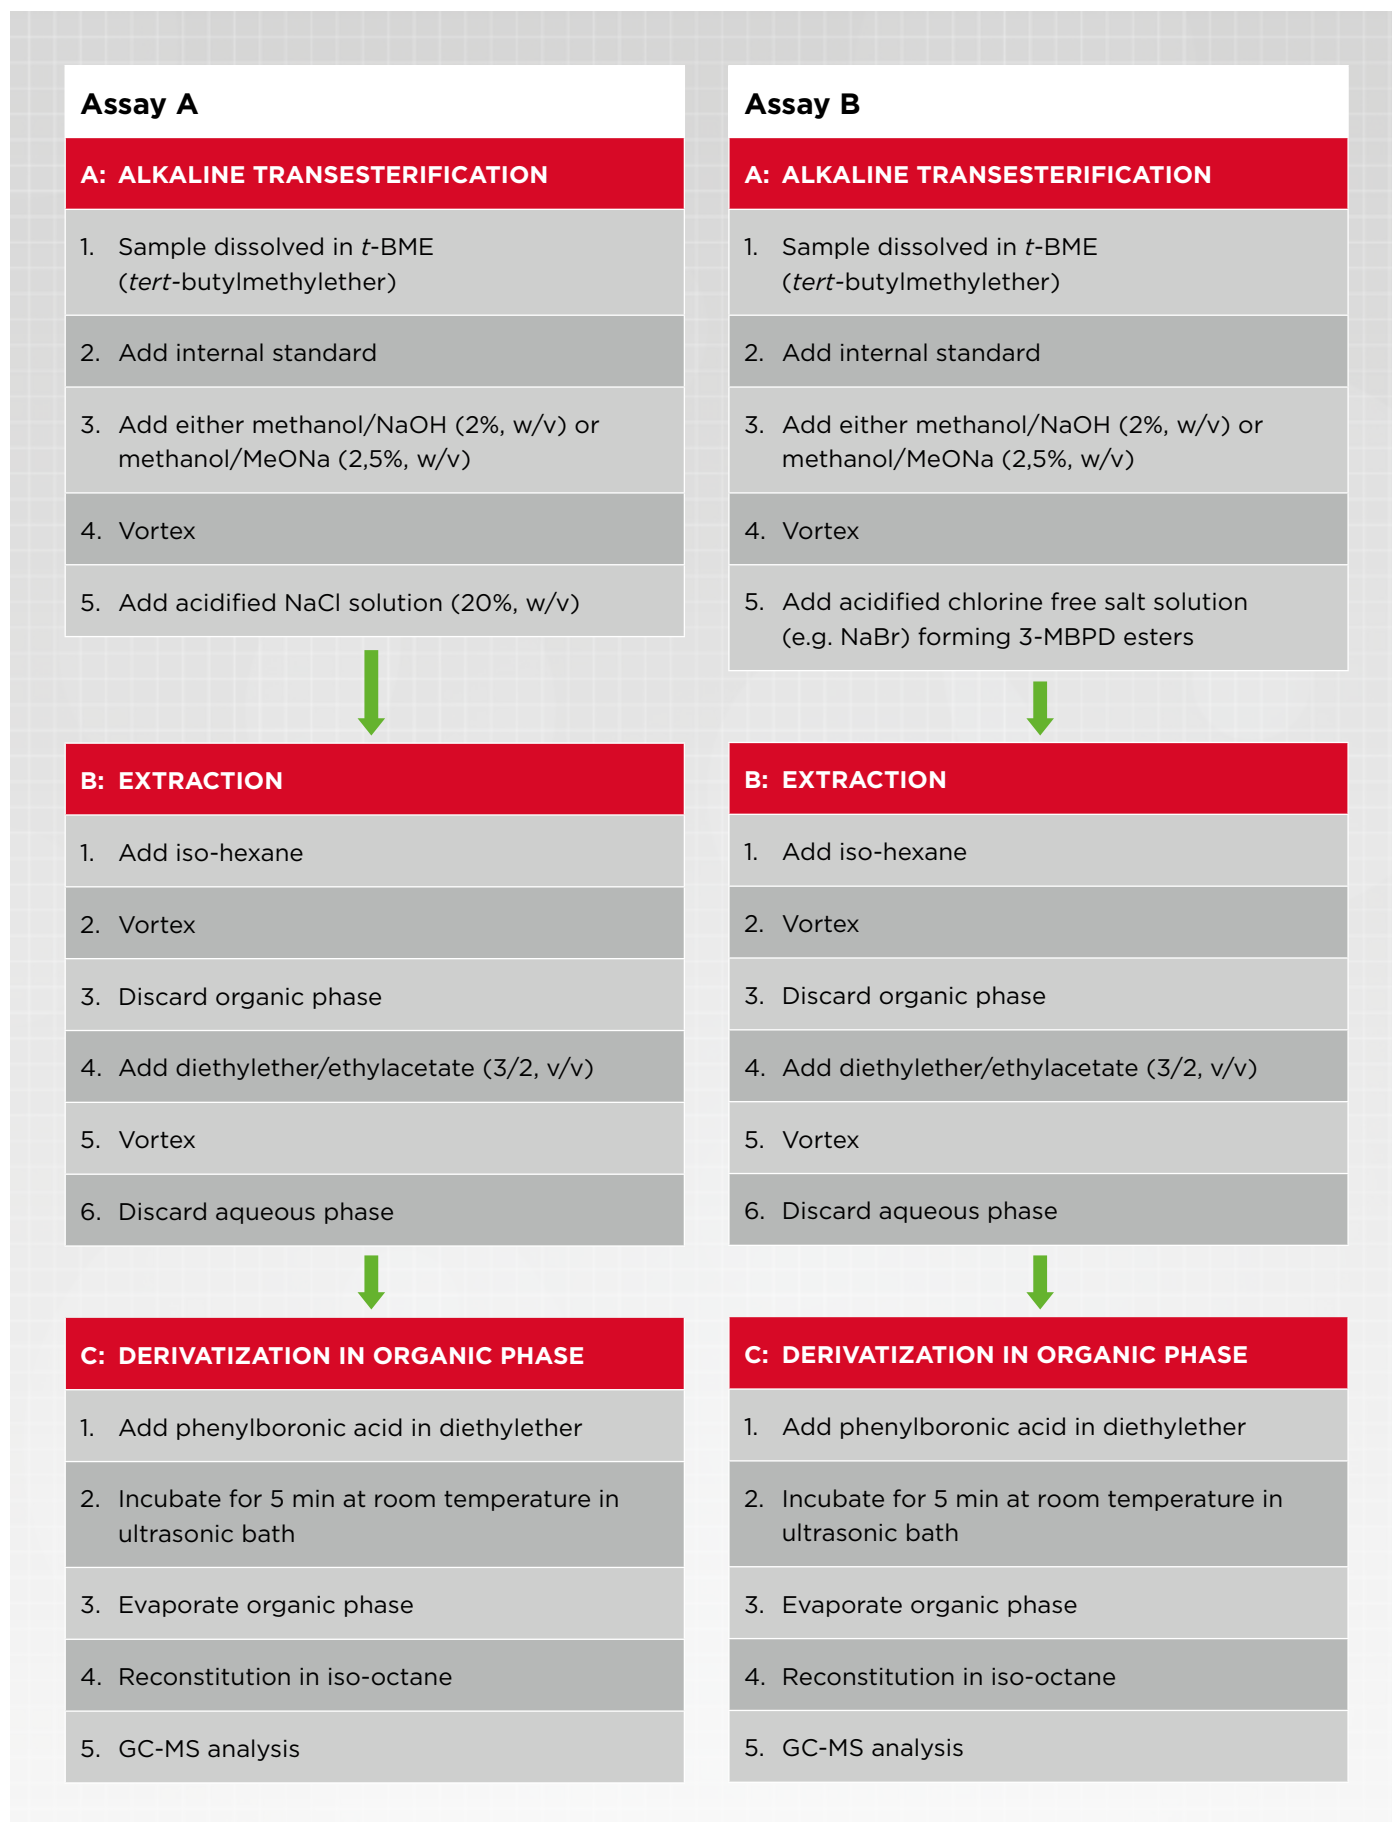 Assay A
A: ALKALINE TRANSESTERIFICATION
1. Sample dissolved in t-BME
(tert-butylmethylether)
2. Add internal standard
3. Add either methanol/NaOH (2%, w/v) or
methanol/MeONa (2,5%, w/v)
4. Vortex
5. Add acidified NaCl solution (20%, w/v)
B: EXTRACTION
1. Add iso-hexane
2. Vortex
3. Discard organic phase
4. Add diethylether/ethylacetate (3/2, v/v)
5. Vortex
6. Discard aqueous phase
C: DERIVATIZATION IN ORGANIC PHASE
1. Add phenylboronic acid in diethylether
2. Incubate for 5 min at room temperature in
ultrasonic bath
3. Evaporate organic phase
4. Reconstitution in iso-octane
5. GC-MS analysis
Assay B
A: ALKALINE TRANSESTERIFICATION
1. Sample dissolved in t-BME
(tert-butylmethylether)
2. Add internal standard
3. Add either methanol/NaOH (2%, w/v) or
methanol/MeONa (2,5%, w/v)
4. Vortex
5. Add acidified chlorine free salt solution
(e.g. NaBr) forming 3-MBPD esters
B: EXTRACTION
1. Add iso-hexane
2. Vortex
3. Discard organic phase
4. Add diethylether/ethylacetate (3/2, v/v)
5. Vortex
6. Discard aqueous phase
C: DERIVATIZATION IN ORGANIC PHASE
1. Add phenylboronic acid in diethylether
2. Incubate for 5 min at room temperature in
ultrasonic bath
3. Evaporate organic phase
4. Reconstitution in iso-octane
5. GC-MS analysis